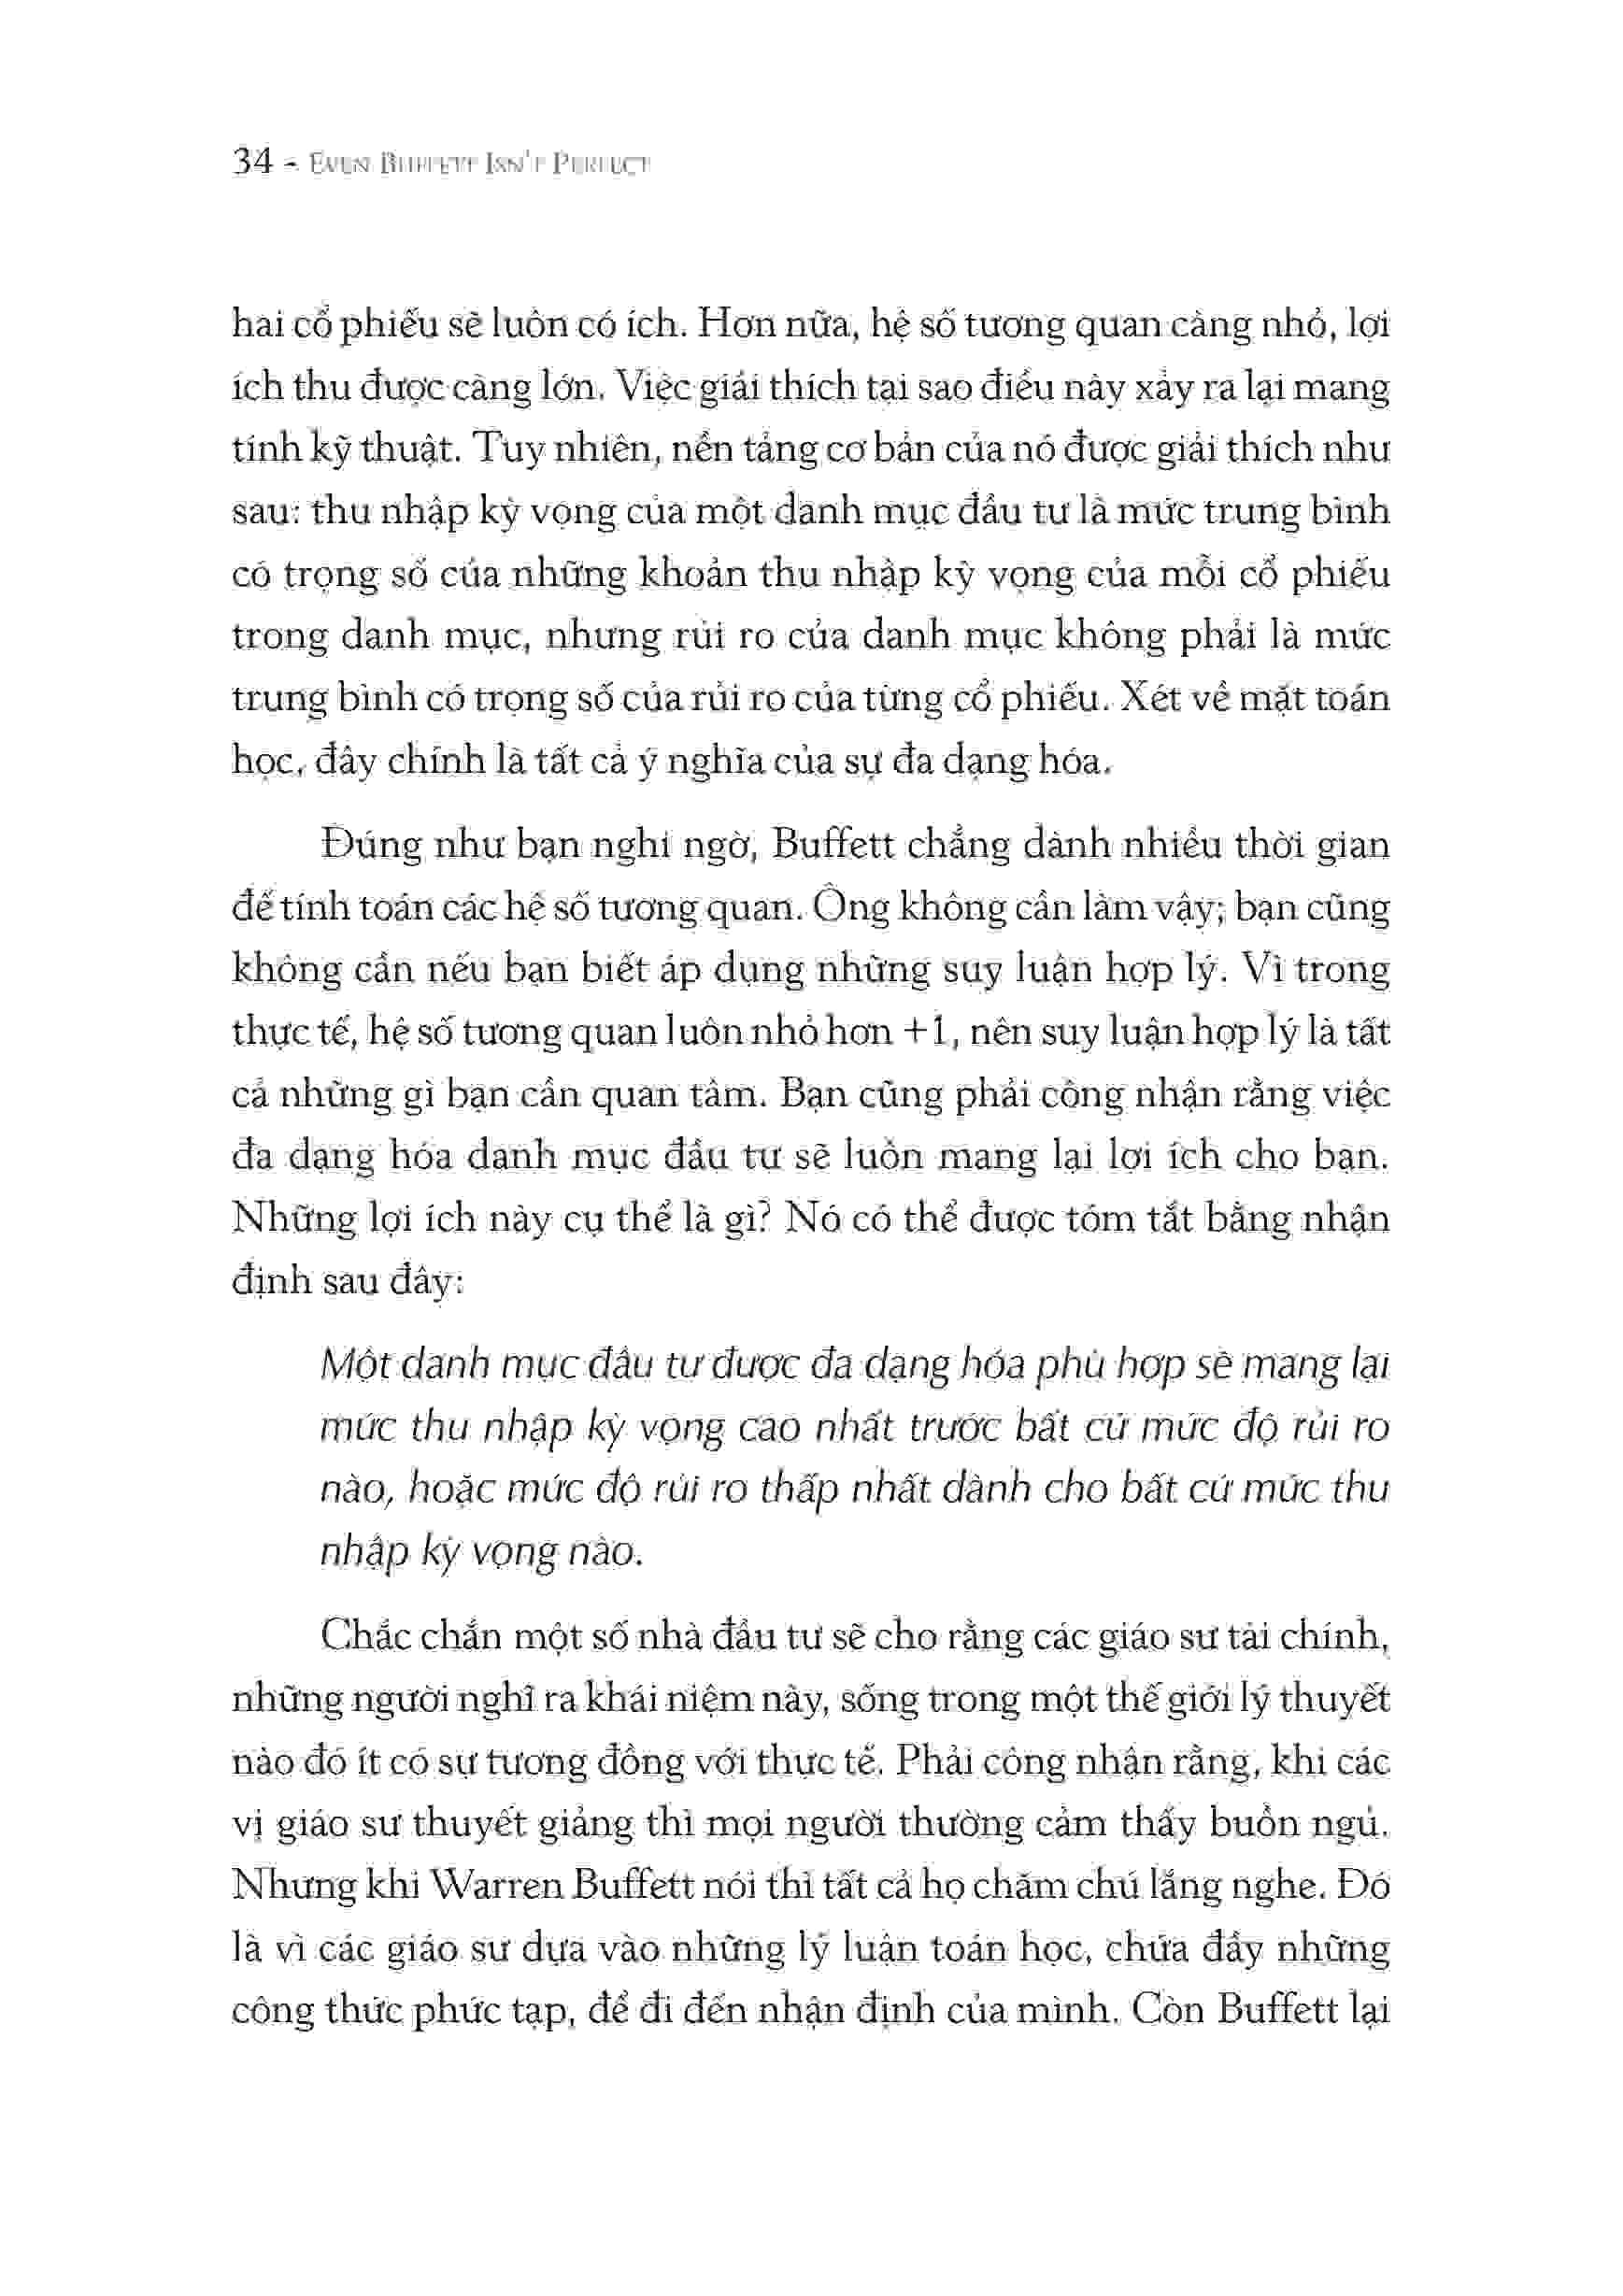 34 - Even Buffett Isn't Perfect
hai cổ phiếu sẽ luôn có ích. Hơn nữa, hệ số tương quan càng nhỏ, lợi
ích thu được càng lớn. Việc giải thích tại sao điều này xảy ra lại mang
tính kỹ thuật. Tuy nhiên, nền tảng cơ bản của nó được giải thích như
sau: thu nhập kỳ vọng của một danh mục đầu tư là mức trung bình
có trọng số của những khoản thu nhập kỳ vọng của mỗi cổ phiếu
trong danh mục, nhưng rủi ro của danh mục không phải là mức
trung bình có trọng số của rủi ro của từng cổ phiếu. Xét về mặt toán
học, đây chính là tất cả ý nghĩa của sự đa dạng hóa.
Đúng như bạn nghi ngờ, Buffett chẳng dành nhiều thời gian
để tính toán các hệ số tương quan. Ông không cần làm vậy; bạn cũng
không cần nếu bạn biết áp dụng những suy luận hợp lý. Vì trong
thực tế, hệ số tương quan luôn nhỏ hơn +1, nên suy luận hợp lý là tất
cả những gì bạn cần quan tâm. Bạn cũng phải công nhận rằng việc
đa dạng hóa danh mục đầu tư sẽ luôn mang lại lợi ích cho bạn.
Những lợi ích này cụ thể là gì? Nó có thể được tóm tắt bằng nhận
định sau đây:
Một danh mục đầu tư được đa dạng hóa phù hợp sẽ mang lại
mức thu nhập kỳ vọng cao nhất trước bất cứ mức độ rủi ro
nào, hoặc mức độ rủi ro thấp nhất dành cho bất cứ mức thu
nhập kỳ vọng nào.
Chắc chắn một số nhà đầu tư sẽ cho rằng các giáo sư tài chính,
những người nghĩ ra khái niệm này, sống trong một thế giới lý thuyết
nào đó ít có sự tương đồng với thực tế. Phải công nhận rằng, khi các
vị giáo sư thuyết giảng thì mọi người thường cảm thấy buồn ngủ.
Nhưng khi Warren Buffett nói thì tất cả họ chăm chú lắng nghe. Đó
là vì các giáo sư dựa vào những lý luận toán học, chứa đầy những
công thức phức tạp, để đi đến nhận định của mình. Còn Buffett lại